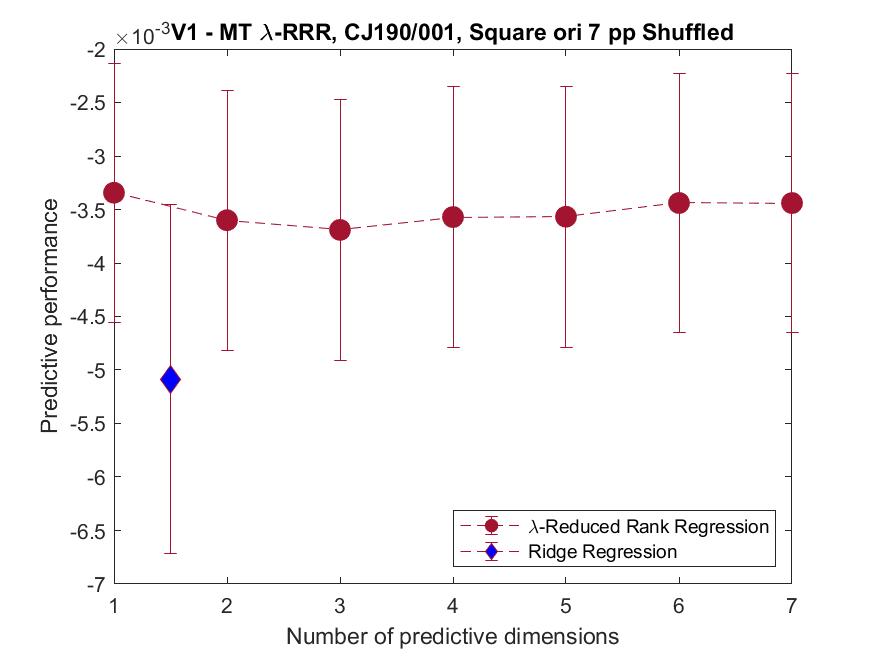 ×10-3
V1 - MT λ-RRR, CJ190/001, Square ori 7 pp Shuffled
-2
-2.5
-3
-3.5
-4
-4.5
-5
-5.5
-6
-6.5
-7
Predictive performance
λ-Reduced Rank Regression
Ridge Regression
1 2 3 4 5 6 7
Number of predictive dimensions